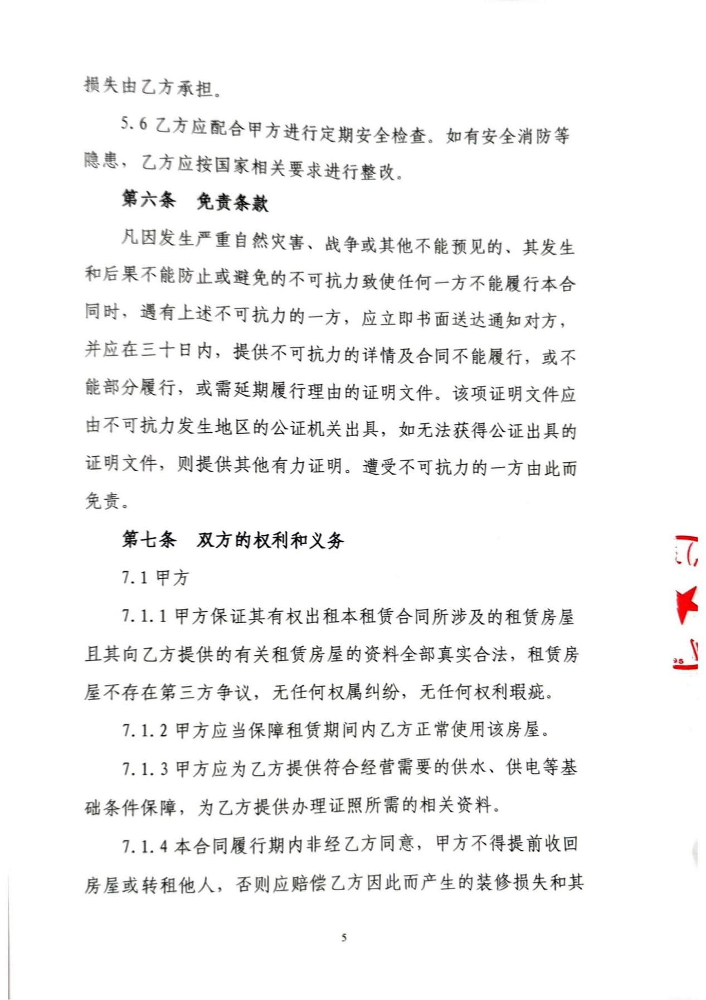 损失由乙方承担。
5.6 乙方应配合甲方进行定期安全检查。如有安全消防等
隐患，乙方应按国家相关要求进行整改。
第六条　免责条款
凡因发生严重自然灾害、战争或其他不能预见的、其发生
和后果不能防止或避免的不可抗力致使任何一方不能履行本合
同时，遇有上述不可抗力的一方，应立即书面送达通知对方，
并应在三十日内，提供不可抗力的详情及合同不能履行，或不
能部分履行，或需延期履行理由的证明文件。该项证明文件应
由不可抗力发生地区的公证机关出具，如无法获得公证出具的
证明文件，则提供其他有力证明。遭受不可抗力的一方由此而
免责。
第七条　双方的权利和义务
7.1 甲方
7.1.1 甲方保证其有权出租本租赁合同所涉及的租赁房屋
且其向乙方提供的有关租赁房屋的资料全部真实合法，租赁房
屋不存在第三方争议，无任何权属纠纷，无任何权利瑕疵。
7.1.2 甲方应当保障租赁期间内乙方正常使用该房屋。
7.1.3 甲方应为乙方提供符合经营需要的供水、供电等基
础条件保障，为乙方提供办理证照所需的相关资料。
7.1.4 本合同履行期内非经乙方同意，甲方不得提前收回
房屋或转租他人，否则应赔偿乙方因此而产生的装修损失和其
5